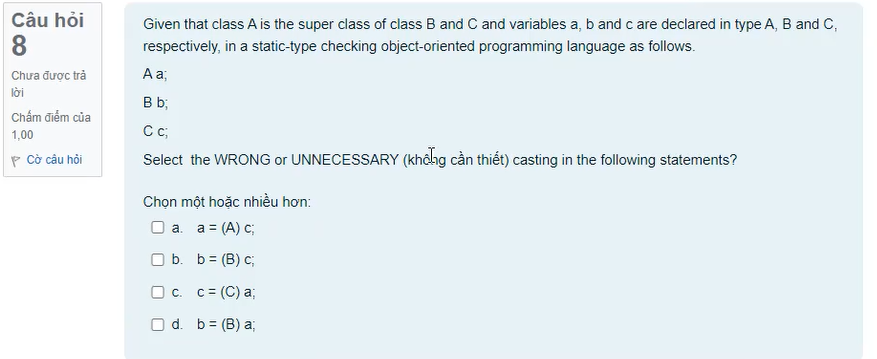 Câu hỏi
8
Chưa được trả
lời
Chấm điểm của
1,00
Cờ câu hỏi
Given that class A is the super class of class B and C and variables a, b and c are declared in type A, B and C,
respectively, in a static-type checking object-oriented programming language as follows.
A a;
B b;
C c;
Select the WRONG or UNNECESSARY (không cần thiết) casting in the following statements?
Chọn một hoặc nhiều hơn:
a. a = (A) c;
b. b = (B) c;
c. c = (C) a;
d. b = (B) a;